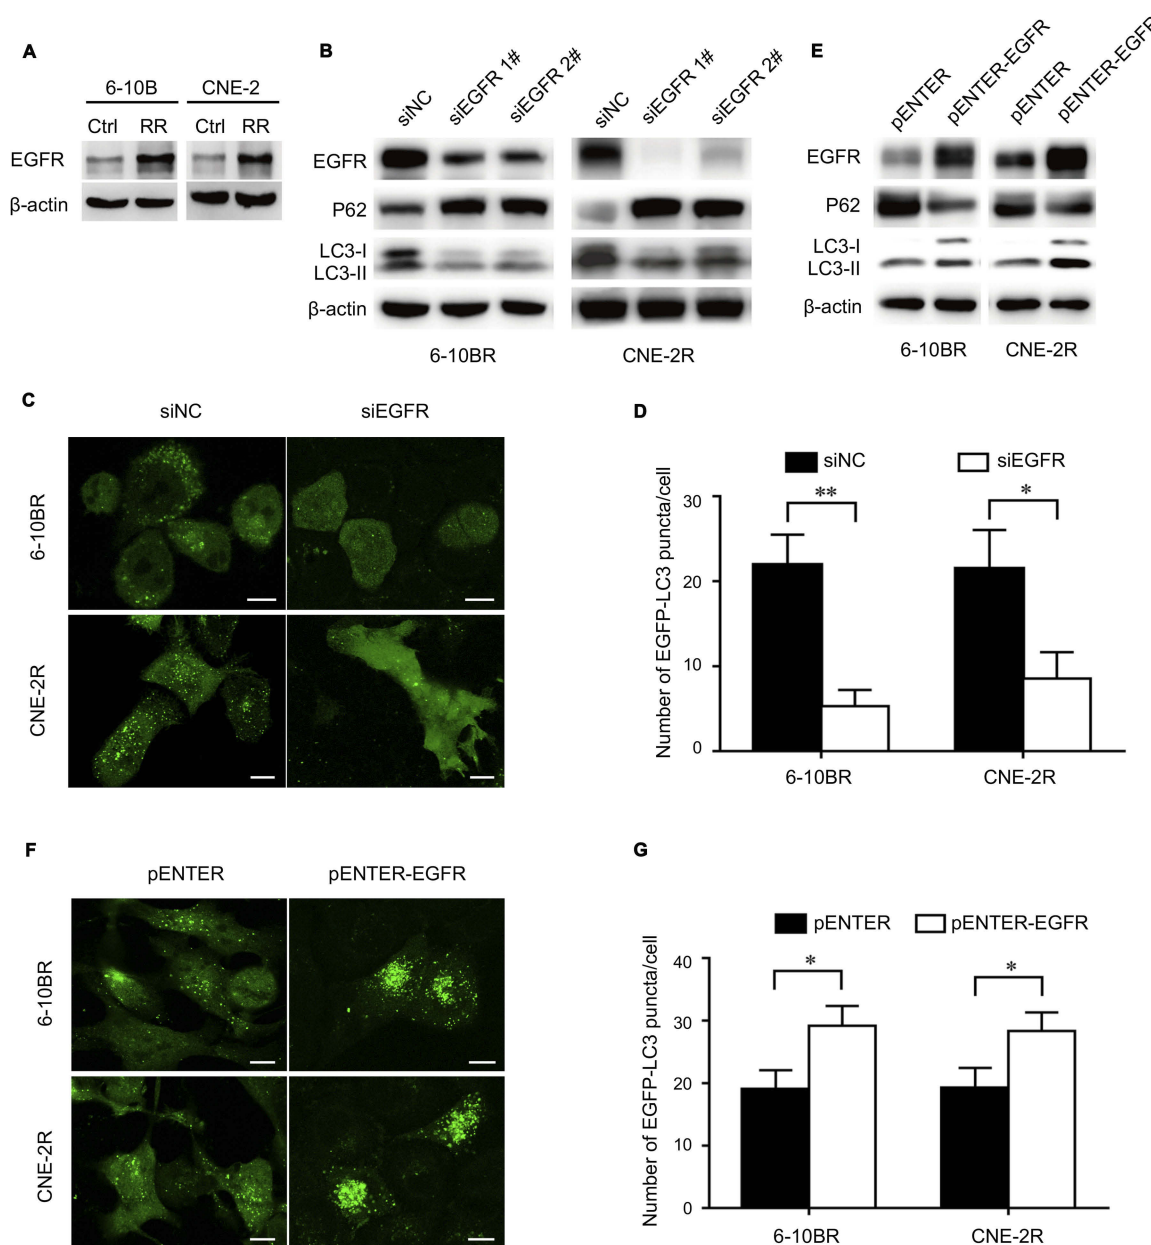 A
6-10B CNE-2
Ctrl RR Ctrl RR
EGFR
β-actin
B
siNC siEGFR 1# siEGFR 2# siNC siEGFR 1# siEGFR 2#
EGFR
P62
LC3-I
LC3-II
β-actin
6-10BR CNE-2R
E
pENTER pENTER-EGFR pENTER pENTER-EGFR
EGFR
P62
LC3-I
LC3-II
β-actin
6-10BR CNE-2R
C
siNC siEGFR
6-10BR
CNE-2R
D
siNC siEGFR
Number of EGFP-LC3 puncta/cell
30
20
10
0
** *
6-10BR CNE-2R
F
pENTER pENTER-EGFR
6-10BR
CNE-2R
G
pENTER pENTER-EGFR
Number of EGFP-LC3 puncta/cell
40
30
20
10
0
* *
6-10BR CNE-2R